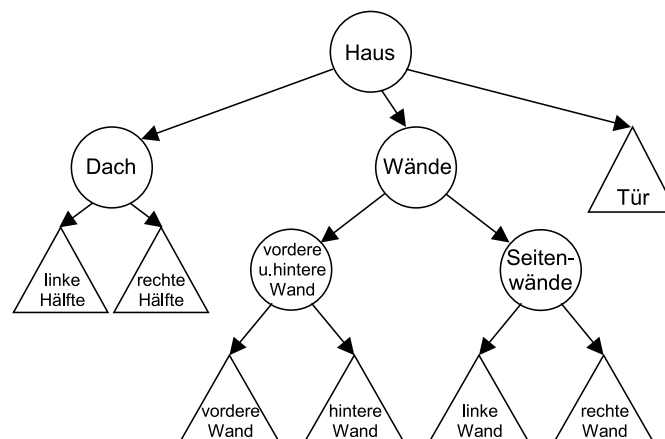 Haus
Dach
Wände
Tür
linke
Hälfte
rechte
Hälfte
vordere
u.hintere
Wand
Seiten-
wände
vordere
Wand
hintere
Wand
linke
Wand
rechte
Wand